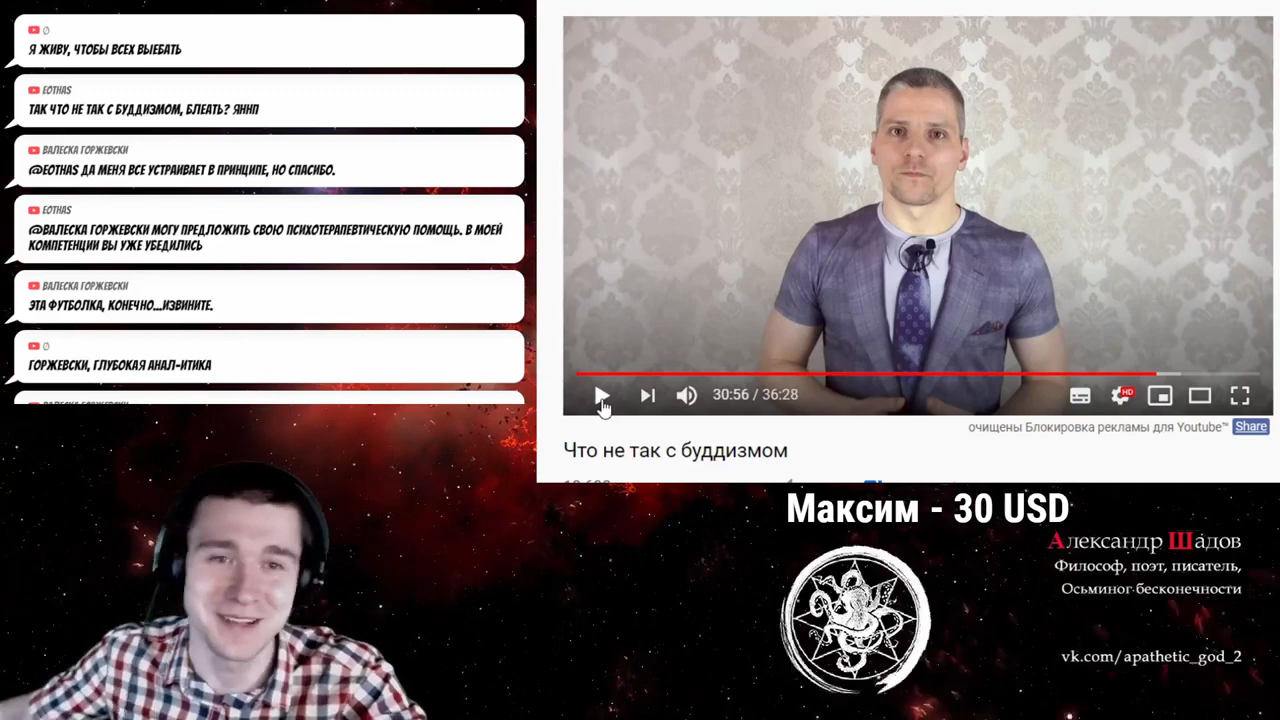 Ø
Я ЖИВУ, ЧТОБЫ ВСЕХ ВЫЕБАТЬ
EOTHAS
ТАК ЧТО НЕ ТАК С БУДДИЗМОМ, БЛЕАТЬ? ЯННП
ВАЛЕСКА ГОРЖЕВСКИ
@EOTHAS ДА МЕНЯ ВСЕ УСТРАИВАЕТ В ПРИНЦИПЕ, НО СПАСИБО.
EOTHAS
@ВАЛЕСКА ГОРЖЕВСКИ МОГУ ПРЕДЛОЖИТЬ СВОЮ ПСИХОТЕРАПЕВТИЧЕСКУЮ ПОМОЩЬ. В МОЕЙ
КОМПЕТЕНЦИИ ВЫ УЖЕ УБЕДИЛИСЬ
ВАЛЕСКА ГОРЖЕВСКИ
ЭТА ФУТБОЛКА, КОНЕЧНО...ИЗВИНИТЕ.
Ø
ГОРЖЕВСКИ, ГЛУБОКАЯ АНАЛ-ИТИКА
30:56 / 36:28
HD
очищены Блокировка рекламы для Youtube™ Share
Что не так с буддизмом
Максим - 30 USD
Александр Шадов
Философ, поэт, писатель,
Осьминог бесконечности
vk.com/apathetic_god_2